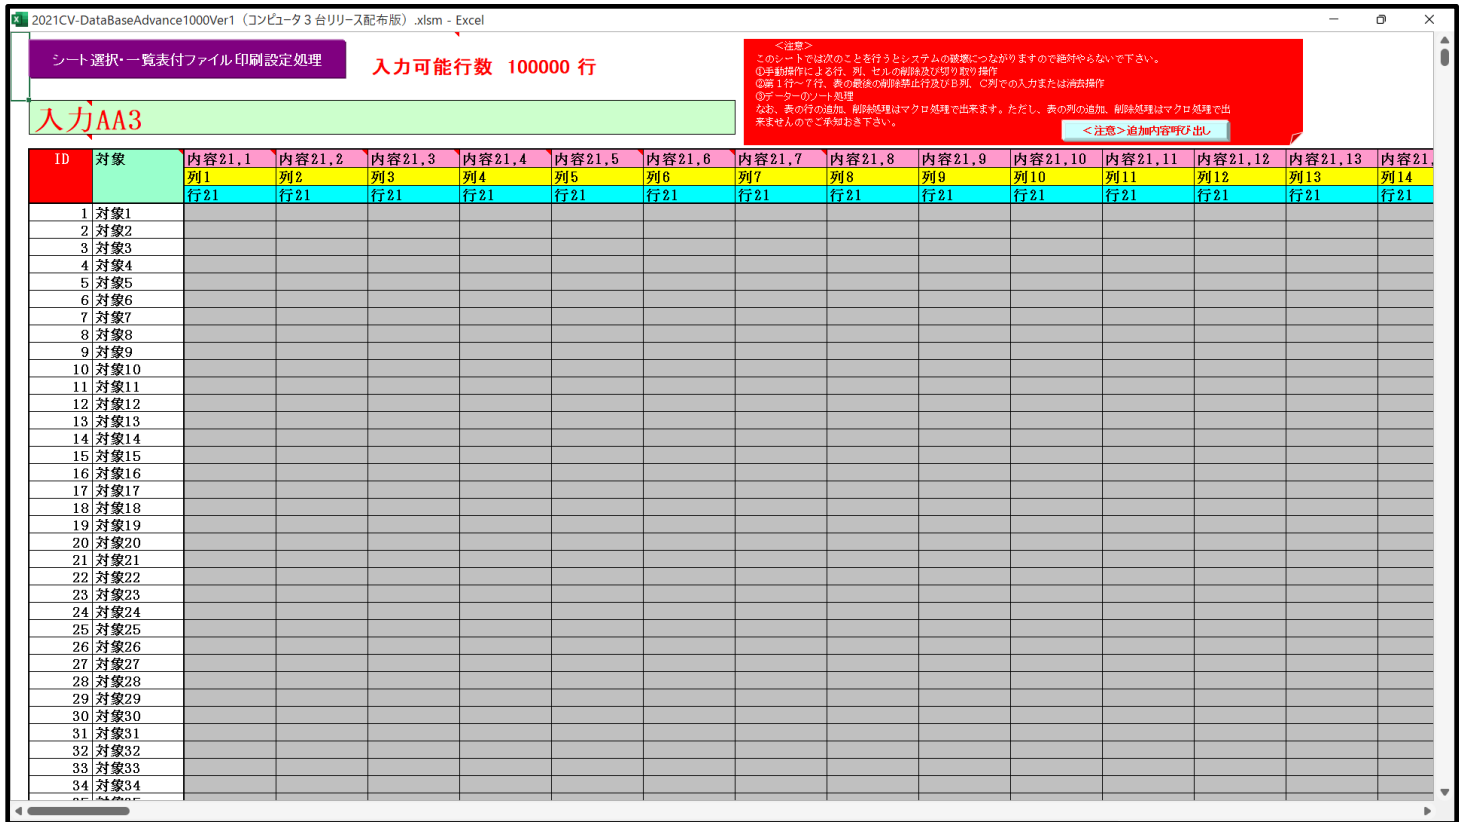 2021CV-DataBaseAdvance1000Ver1（コンピュータ３台リリース配布版）.xlsm - Excel
シート選択・一覧表付ファイル印刷設定処理
入力可能行数 100000 行
＜注意＞
このシートでは次のことを行うとシステムの破壊につながりますので絶対やらないで下さい。
①手動操作による行、列、セルの削除及び切り取り操作
②第１行～７行、表の最後の削除禁止行及びＢ列、Ｃ列での入力または消去操作
③データーのソート処理
なお、表の行の追加、削除処理はマクロ処理で出来ます。ただし、表の列の追加、削除処理はマクロ処理で出
来ませんのでご承知おき下さい。
＜注意＞追加内容呼び出し
入力AA3
ID 対象 内容21,1 内容21,2 内容21,3 内容21,4 内容21,5 内容21,6 内容21,7 内容21,8 内容21,9 内容21,10 内容21,11 内容21,12 内容21,13 内容21,
列1 列2 列3 列4 列5 列6 列7 列8 列9 列10 列11 列12 列13 列14
行21 行21 行21 行21 行21 行21 行21 行21 行21 行21 行21 行21 行21 行21
1 対象1
2 対象2
3 対象3
4 対象4
5 対象5
6 対象6
7 対象7
8 対象8
9 対象9
10 対象10
11 対象11
12 対象12
13 対象13
14 対象14
15 対象15
16 対象16
17 対象17
18 対象18
19 対象19
20 対象20
21 対象21
22 対象22
23 対象23
24 対象24
25 対象25
26 対象26
27 対象27
28 対象28
29 対象29
30 対象30
31 対象31
32 対象32
33 対象33
34 対象34